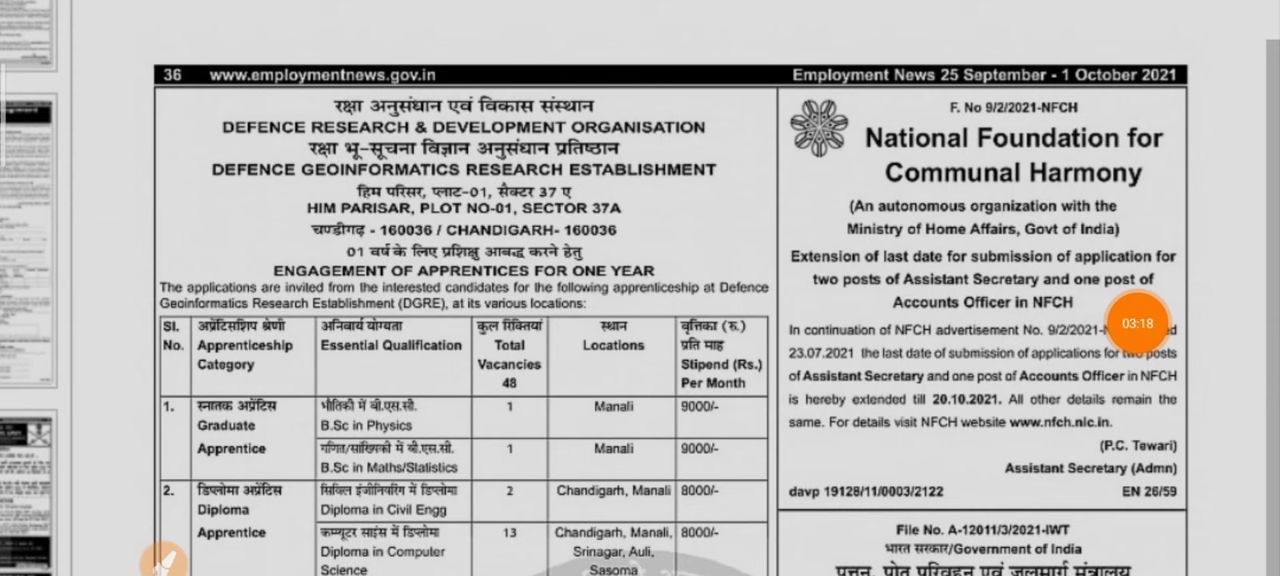 36 www.employmentnews.gov.in
Employment News 25 September - 1 October 2021
रक्षा अनुसंधान एवं विकास संस्थान
DEFENCE RESEARCH & DEVELOPMENT ORGANISATION
रक्षा भू-सूचना विज्ञान अनुसंधान प्रतिष्ठान
DEFENCE GEOINFORMATICS RESEARCH ESTABLISHMENT
हिम परिसर, प्लाट-01, सैक्टर 37 ए
HIM PARISAR, PLOT NO-01, SECTOR 37A
चण्डीगढ़ - 160036 / CHANDIGARH- 160036
01 वर्ष के लिए प्रशिक्षु आबद्ध करने हेतु
ENGAGEMENT OF APPRENTICES FOR ONE YEAR
The applications are invited from the interested candidates for the following apprenticeship at Defence
Geoinformatics Research Establishment (DGRE), at its various locations:
Sl. No.
अप्रेंटिसशिप श्रेणी
Apprenticeship
Category
अनिवार्य योग्यता
Essential Qualification
कुल रिक्तियां
Total
Vacancies
48
स्थान
Locations
वृत्तिका (रु.)
प्रति माह
Stipend (Rs.)
Per Month
1.
स्नातक अप्रेंटिस
Graduate
Apprentice
भौतिकी में बी.एस.सी.
B.Sc in Physics
1
Manali
9000/-
गणित/सांख्यिकी में बी.एस.सी.
B.Sc in Maths/Statistics
1
Manali
9000/-
2.
डिप्लोमा अप्रेंटिस
Diploma
Apprentice
सिविल इंजीनियरिंग में डिप्लोमा
Diploma in Civil Engg
2
Chandigarh, Manali
8000/-
कम्प्यूटर साइंस में डिप्लोमा
Diploma in Computer
Science
13
Chandigarh, Manali,
Srinagar, Auli,
Sasoma
8000/-
F. No 9/2/2021-NFCH
National Foundation for
Communal Harmony
(An autonomous organization with the
Ministry of Home Affairs, Govt of India)
Extension of last date for submission of application for
two posts of Assistant Secretary and one post of
Accounts Officer in NFCH
In continuation of NFCH advertisement No. 9/2/2021-
23.07.2021 the last date of submission of applications for two posts
of Assistant Secretary and one post of Accounts Officer in NFCH
is hereby extended till 20.10.2021. All other details remain the
same. For details visit NFCH website www.nfch.nic.in.
(P.C. Tewari)
Assistant Secretary (Admn)
davp 19128/11/0003/2122
EN 26/59
03:18
File No. A-12011/3/2021-IWT
भारत सरकार/Government of India
पत्तन, पोत परिवहन एवं जलमार्ग मंत्रालय